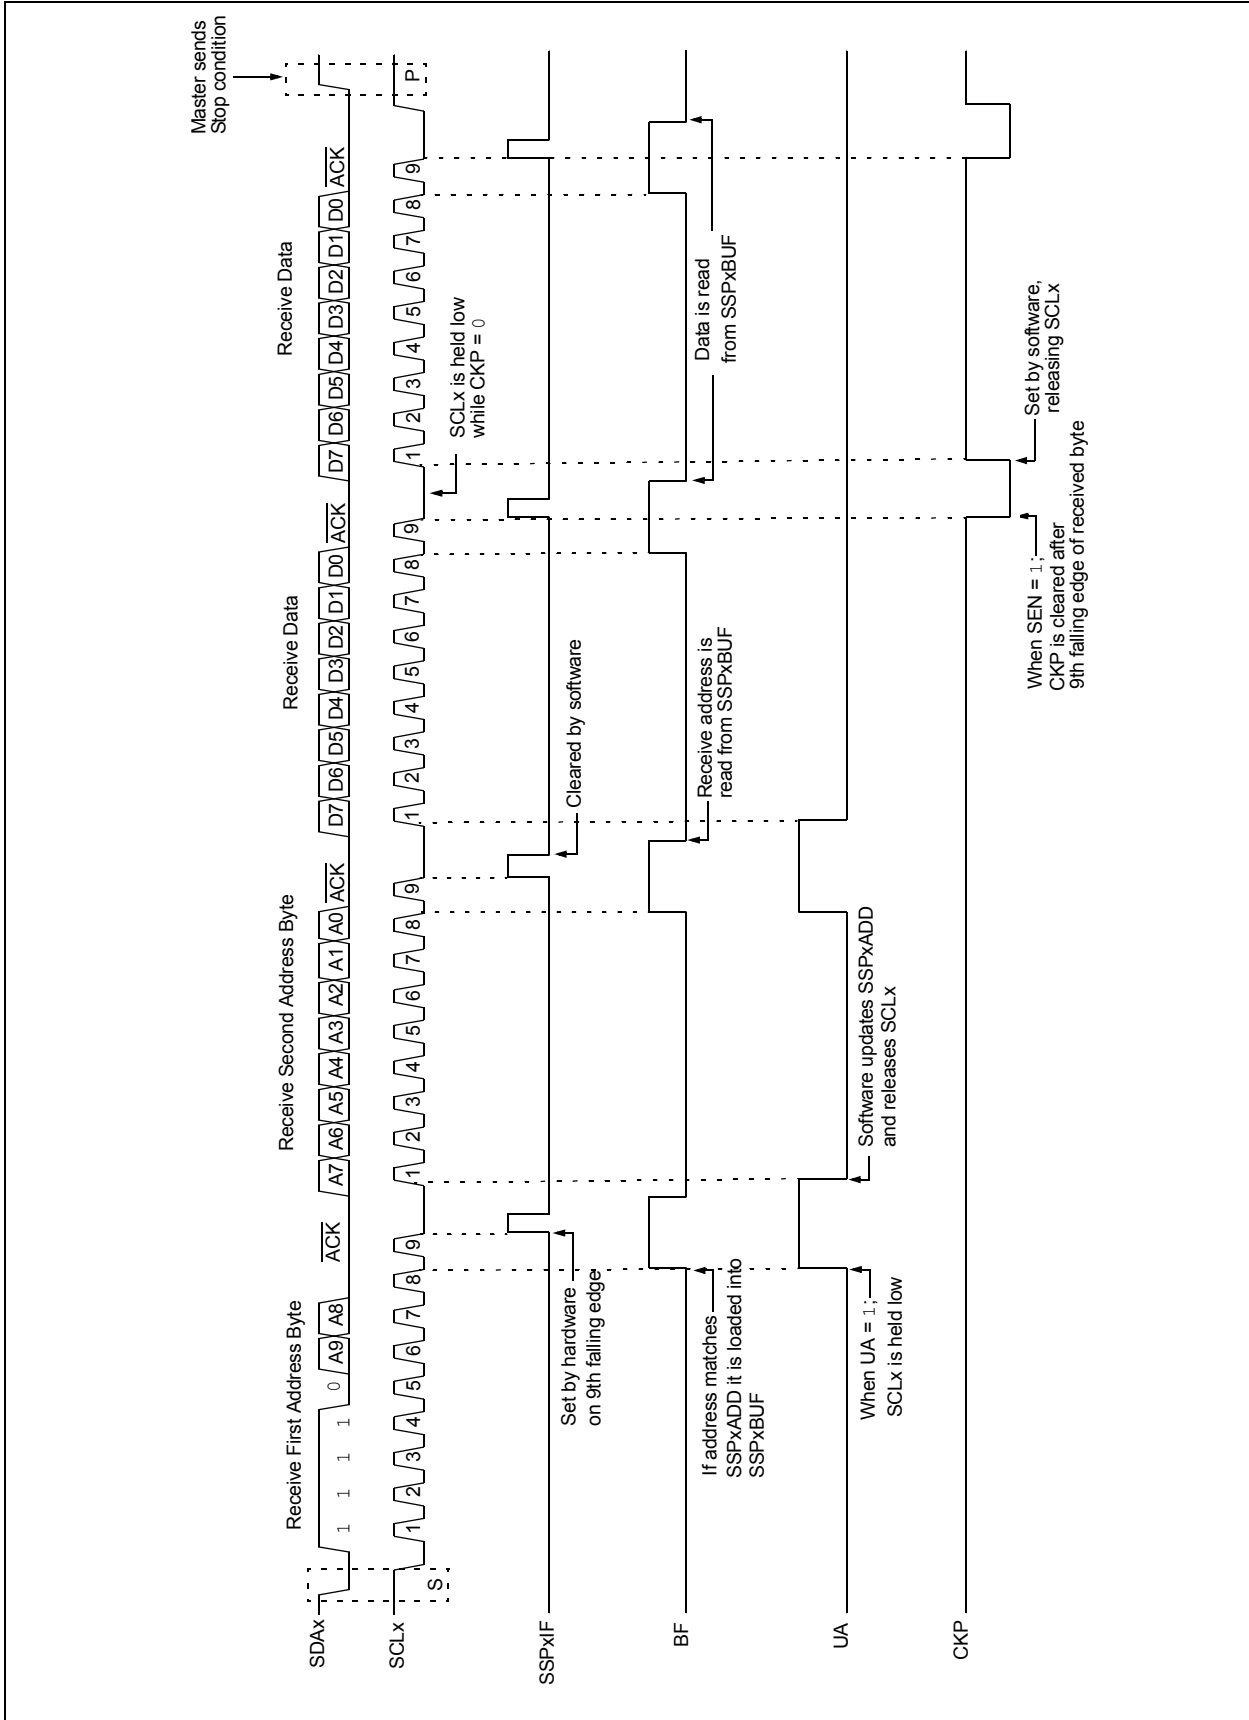 Master sends
Stop condition
Receive First Address Byte
Receive Second Address Byte
Receive Data
Receive Data
SDAx
1 1 1 1 0 A9 A8 ACK
A7 A6 A5 A4 A3 A2 A1 A0 ACK
D7 D6 D5 D4 D3 D2 D1 D0 ACK
D7 D6 D5 D4 D3 D2 D1 D0 ACK
SCLx
S
1 2 3 4 5 6 7 8 9
1 2 3 4 5 6 7 8 9
1 2 3 4 5 6 7 8 9
1 2 3 4 5 6 7 8 9
P
SCLx is held low
while CKP = 0
SSPxIF
Set by hardware
on 9th falling edge
Cleared by software
BF
If address matches
SSPxADD it is loaded into
SSPxBUF
Receive address is
read from SSPxBUF
Data is read
from SSPxBUF
UA
When UA = 1;
SCLx is held low
Software updates SSPxADD
and releases SCLx
CKP
When SEN = 1;
CKP is cleared after
9th falling edge of received byte
Set by software,
releasing SCLx